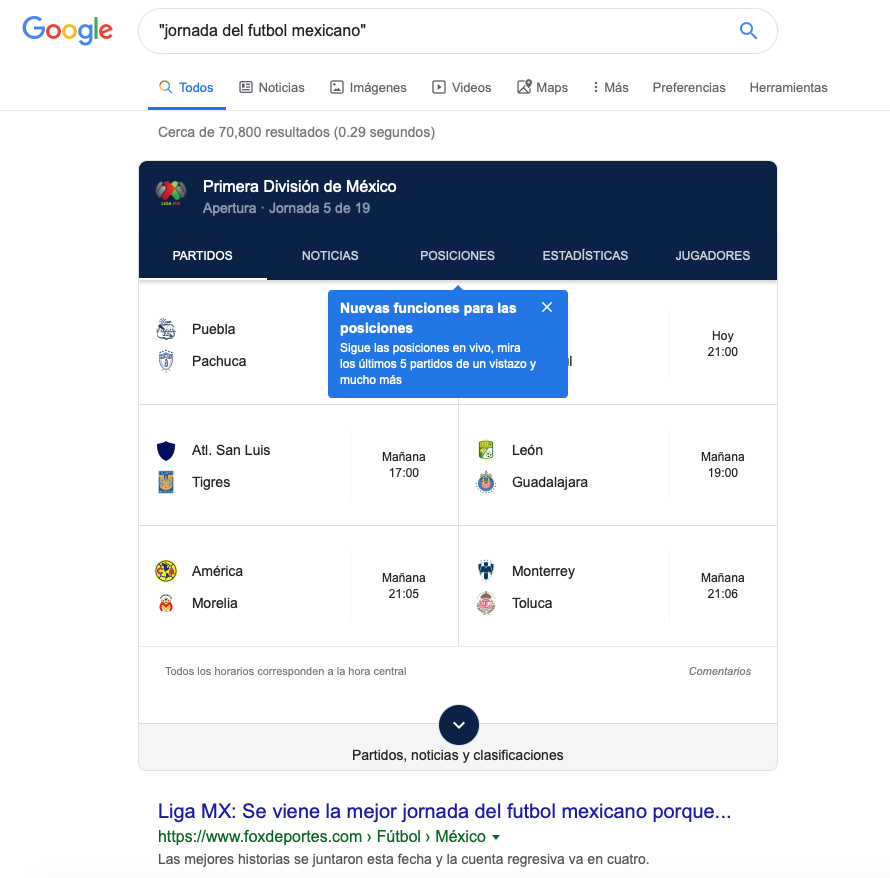 Google
"jornada del futbol mexicano"
Todos Noticias Imágenes Videos Maps Más Preferencias Herramientas
Cerca de 70,800 resultados (0.29 segundos)
LIGA MX
Primera División de México
Apertura · Jornada 5 de 19
PARTIDOS NOTICIAS POSICIONES ESTADÍSTICAS JUGADORES
Nuevas funciones para las
posiciones
Sigue las posiciones en vivo, mira
los últimos 5 partidos de un vistazo y
mucho más
Puebla
Pachuca
Hoy
21:00
Atl. San Luis
Tigres
Mañana
17:00
León
Guadalajara
Mañana
19:00
América
Morelia
Mañana
21:05
Monterrey
Toluca
Mañana
21:06
Todos los horarios corresponden a la hora central
Comentarios
Partidos, noticias y clasificaciones
Liga MX: Se viene la mejor jornada del futbol mexicano porque...
https://www.foxdeportes.com › Fútbol › México
Las mejores historias se juntaron esta fecha y la cuenta regresiva va en cuatro.